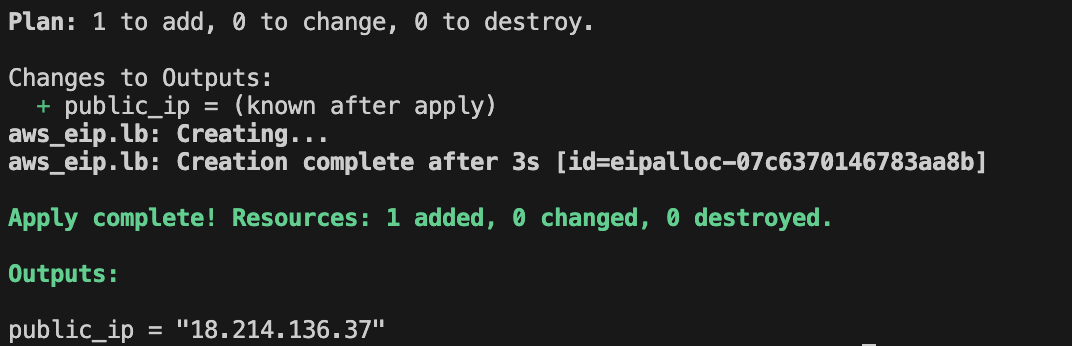 Plan: 1 to add, 0 to change, 0 to destroy.
Changes to Outputs:
+ public_ip = (known after apply)
aws_eip.lb: Creating...
aws_eip.lb: Creation complete after 3s [id=eipalloc-07c6370146783aa8b]
Apply complete! Resources: 1 added, 0 changed, 0 destroyed.
Outputs:
public_ip = "18.214.136.37"